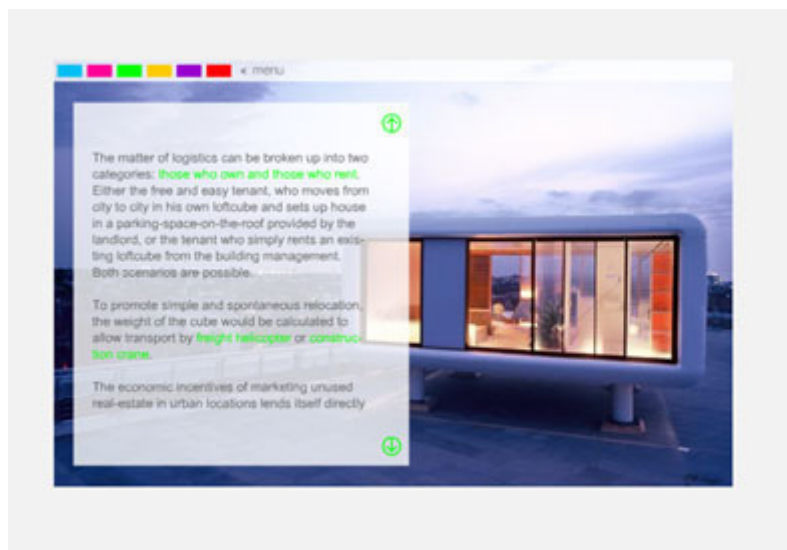 < menu
The matter of logistics can be broken up into two
categories: those who own and those who rent.
Either the free and easy tenant, who moves from
city to city in his own loftcube and sets up house
in a parking-space-on-the-roof provided by the
landlord, or the tenant who simply rents an exis-
ting loftcube from the building management.
Both scenarios are possible.
To promote simple and spontaneous relocation,
the weight of the cube would be calculated to
allow transport by freight helicopter or construc-
tion crane.
The economic incentives of marketing unused
real-estate in urban locations lends itself directly